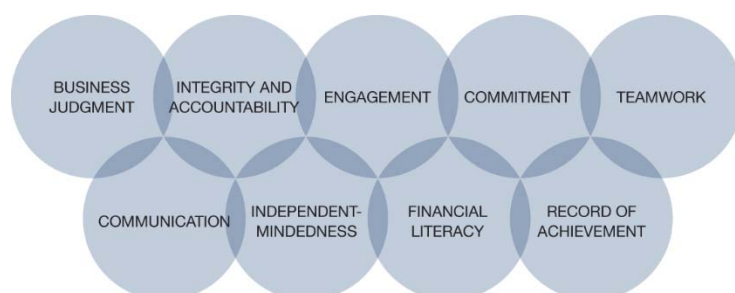 BUSINESS
JUDGMENT
INTEGRITY AND
ACCOUNTABILITY
ENGAGEMENT
COMMITMENT
TEAMWORK
COMMUNICATION
INDEPENDENT-
MINDEDNESS
FINANCIAL
LITERACY
RECORD OF
ACHIEVEMENT